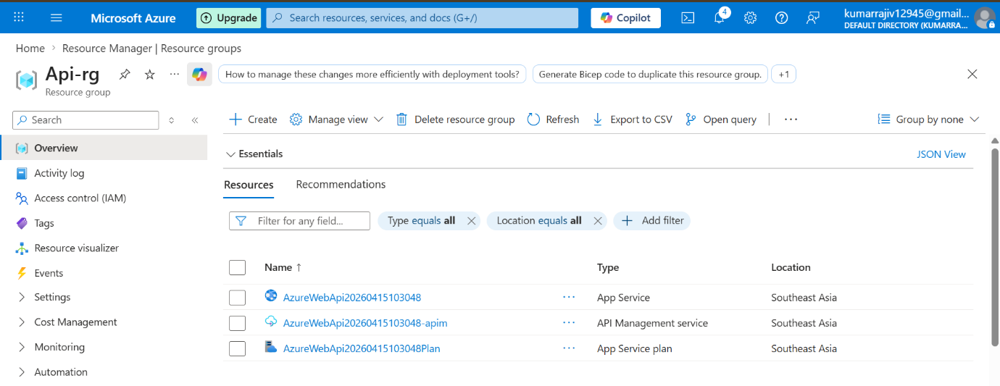 Microsoft Azure
Upgrade
Search resources, services, and docs (G+/)
Copilot
4
kumarrajiv12945@gmail...
DEFAULT DIRECTORY (KUMARRA...
Home > Resource Manager | Resource groups
Api-rg
Resource group
How to manage these changes more efficiently with deployment tools?
Generate Bicep code to duplicate this resource group.
+1
Search
Overview
Activity log
Access control (IAM)
Tags
Resource visualizer
Events
Settings
Cost Management
Monitoring
Automation
Create
Manage view
Delete resource group
Refresh
Export to CSV
Open query
Group by none
Essentials
JSON View
Resources
Recommendations
Filter for any field...
Type equals all
Location equals all
Add filter
Name ↑ Type Location
AzureWebApi20260415103048 ... App Service Southeast Asia
AzureWebApi20260415103048-apim ... API Management service Southeast Asia
AzureWebApi20260415103048Plan ... App Service plan Southeast Asia